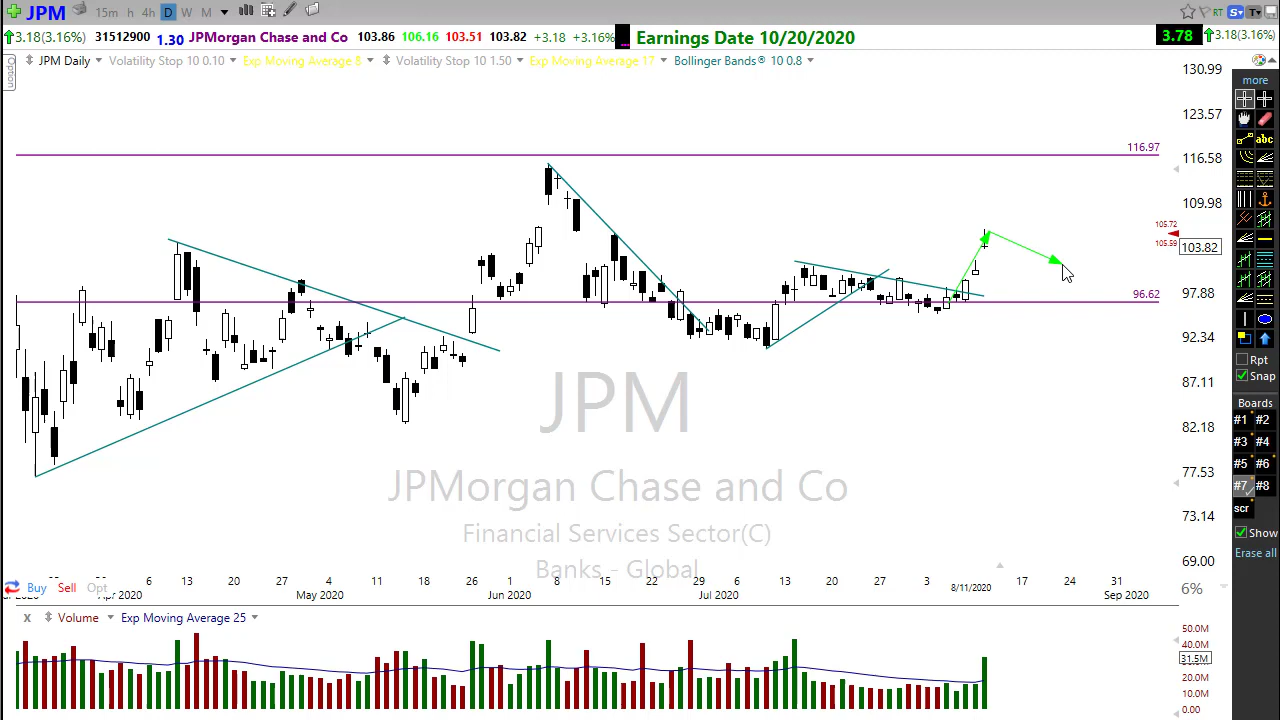 JPM 15m h 4h D W M RT S T
3.18(3.16%) 31512900 1.30 JPMorgan Chase and Co 103.86 106.16 103.51 103.82 +3.18 +3.16% Earnings Date 10/20/2020 3.78 3.18(3.16%)
Option
JPM Daily Volatility Stop 10 0.10 Exp Moving Average 8 Volatility Stop 10 1.50 Exp Moving Average 17 Bollinger Bands® 10 0.8
130.99
123.57
116.97
116.58
109.98
105.72
105.59
103.82
96.62
97.88
92.34
87.11
82.18
77.53
73.14
69.00
JPM
JPMorgan Chase and Co
Financial Services Sector(C)
Banks - Global
6 13 20 27 4 11 18 26 1 8 15 22 29 6 13 20 27 3 8/11/2020 17 24 31
Apr 2020 May 2020 Jun 2020 Jul 2020 Sep 2020
Buy Sell Opt
6%
x Volume Exp Moving Average 25
50.0M
40.0M
31.5M
20.0M
10.0M
0.00
more
abc
Rpt
Snap
Boards
#1 #2
#3 #4
#5 #6
#7 #8
scr
Show
Erase all